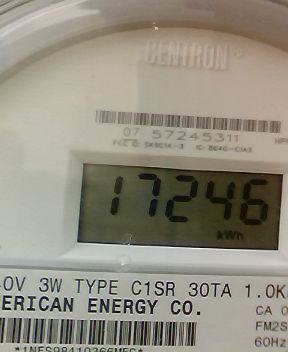 CENTRON®
07 57245311
17246
kWh
0V 3W TYPE C1SR 30TA 1.0K
ERICAN ENERGY CO.
CA 0
FM2S
60Hz